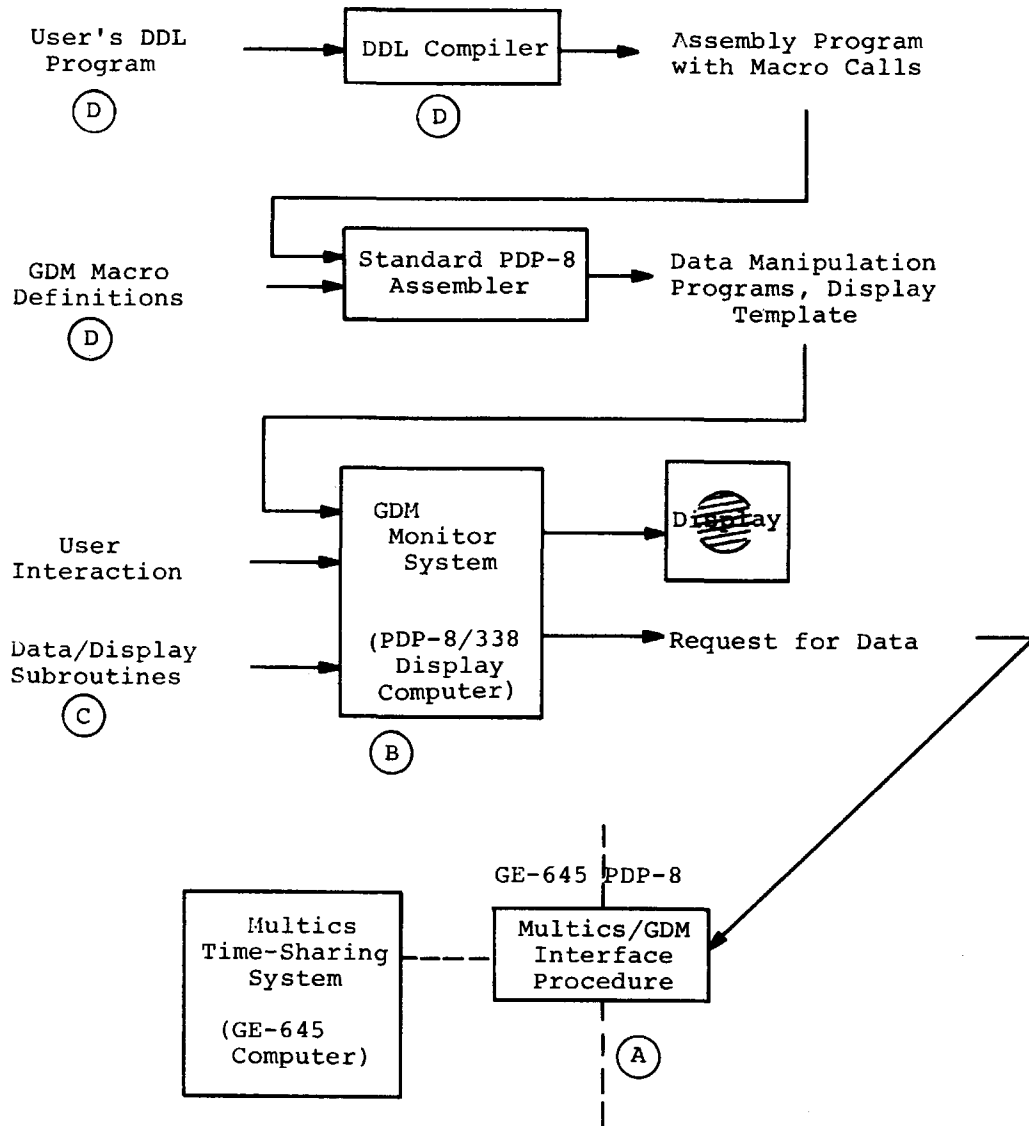 User's DDL
Program
D
DDL Compiler
D
Assembly Program
with Macro Calls
GDM Macro
Definitions
D
Standard PDP-8
Assembler
Data Manipulation
Programs, Display
Template
User
Interaction
Data/Display
Subroutines
C
GDM
Monitor
System
(PDP-8/338
Display
Computer)
B
Display
Request for Data
Multics
Time-Sharing
System
(GE-645
Computer)
GE-645 PDP-8
Multics/GDM
Interface
Procedure
A